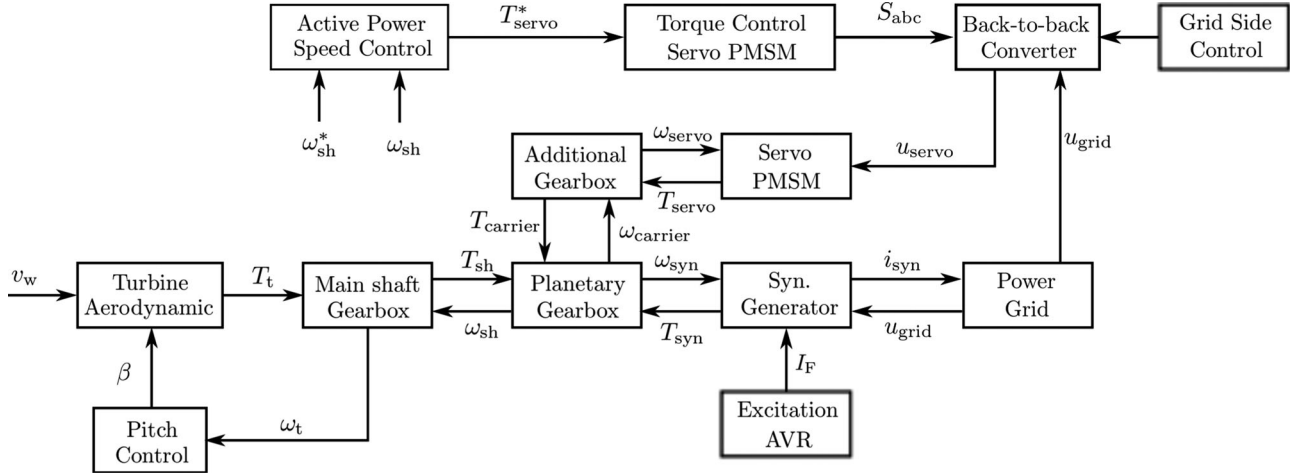 Active Power
Speed Control
T*servo
Torque Control
Servo PMSM
Sabc
Back-to-back
Converter
Grid Side
Control
ω*sh
ωsh
Additional
Gearbox
ωservo
Tservo
Servo
PMSM
uservo
ugrid
Tcarrier
ωcarrier
vw
Turbine
Aerodynamic
Tt
Main shaft
Gearbox
Tsh
ωsh
Planetary
Gearbox
ωsyn
Tsyn
Syn.
Generator
isyn
ugrid
Power
Grid
β
IF
Pitch
Control
ωt
Excitation
AVR